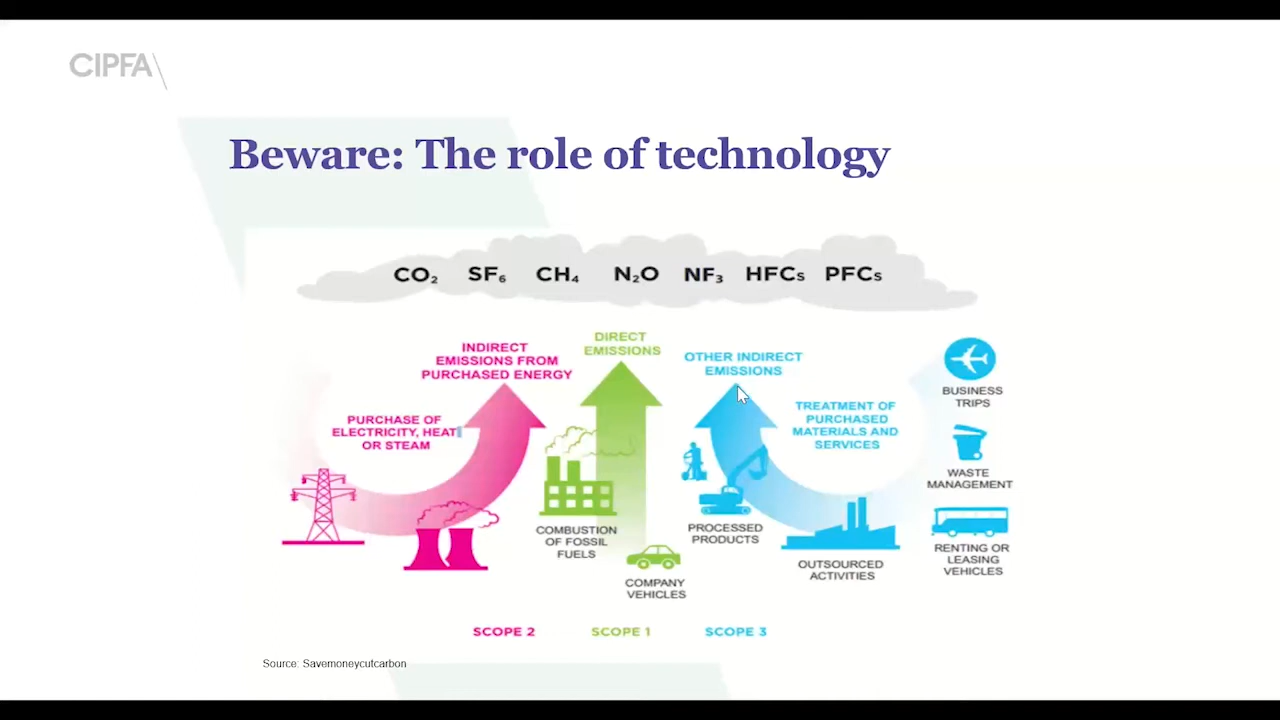 CIPFA
Beware: The role of technology
CO₂ SF₆ CH₄ N₂O NF₃ HFCs PFCs
INDIRECT
EMISSIONS FROM
PURCHASED ENERGY
DIRECT
EMISSIONS
OTHER INDIRECT
EMISSIONS
PURCHASE OF
ELECTRICITY, HEAT
OR STEAM
TREATMENT OF
PURCHASED
MATERIALS AND
SERVICES
BUSINESS
TRIPS
WASTE
MANAGEMENT
COMBUSTION
OF FOSSIL
FUELS
PROCESSED
PRODUCTS
RENTING OR
LEASING
VEHICLES
OUTSOURCED
ACTIVITIES
COMPANY
VEHICLES
SCOPE 2
SCOPE 1
SCOPE 3
Source: Savemoneycutcarbon